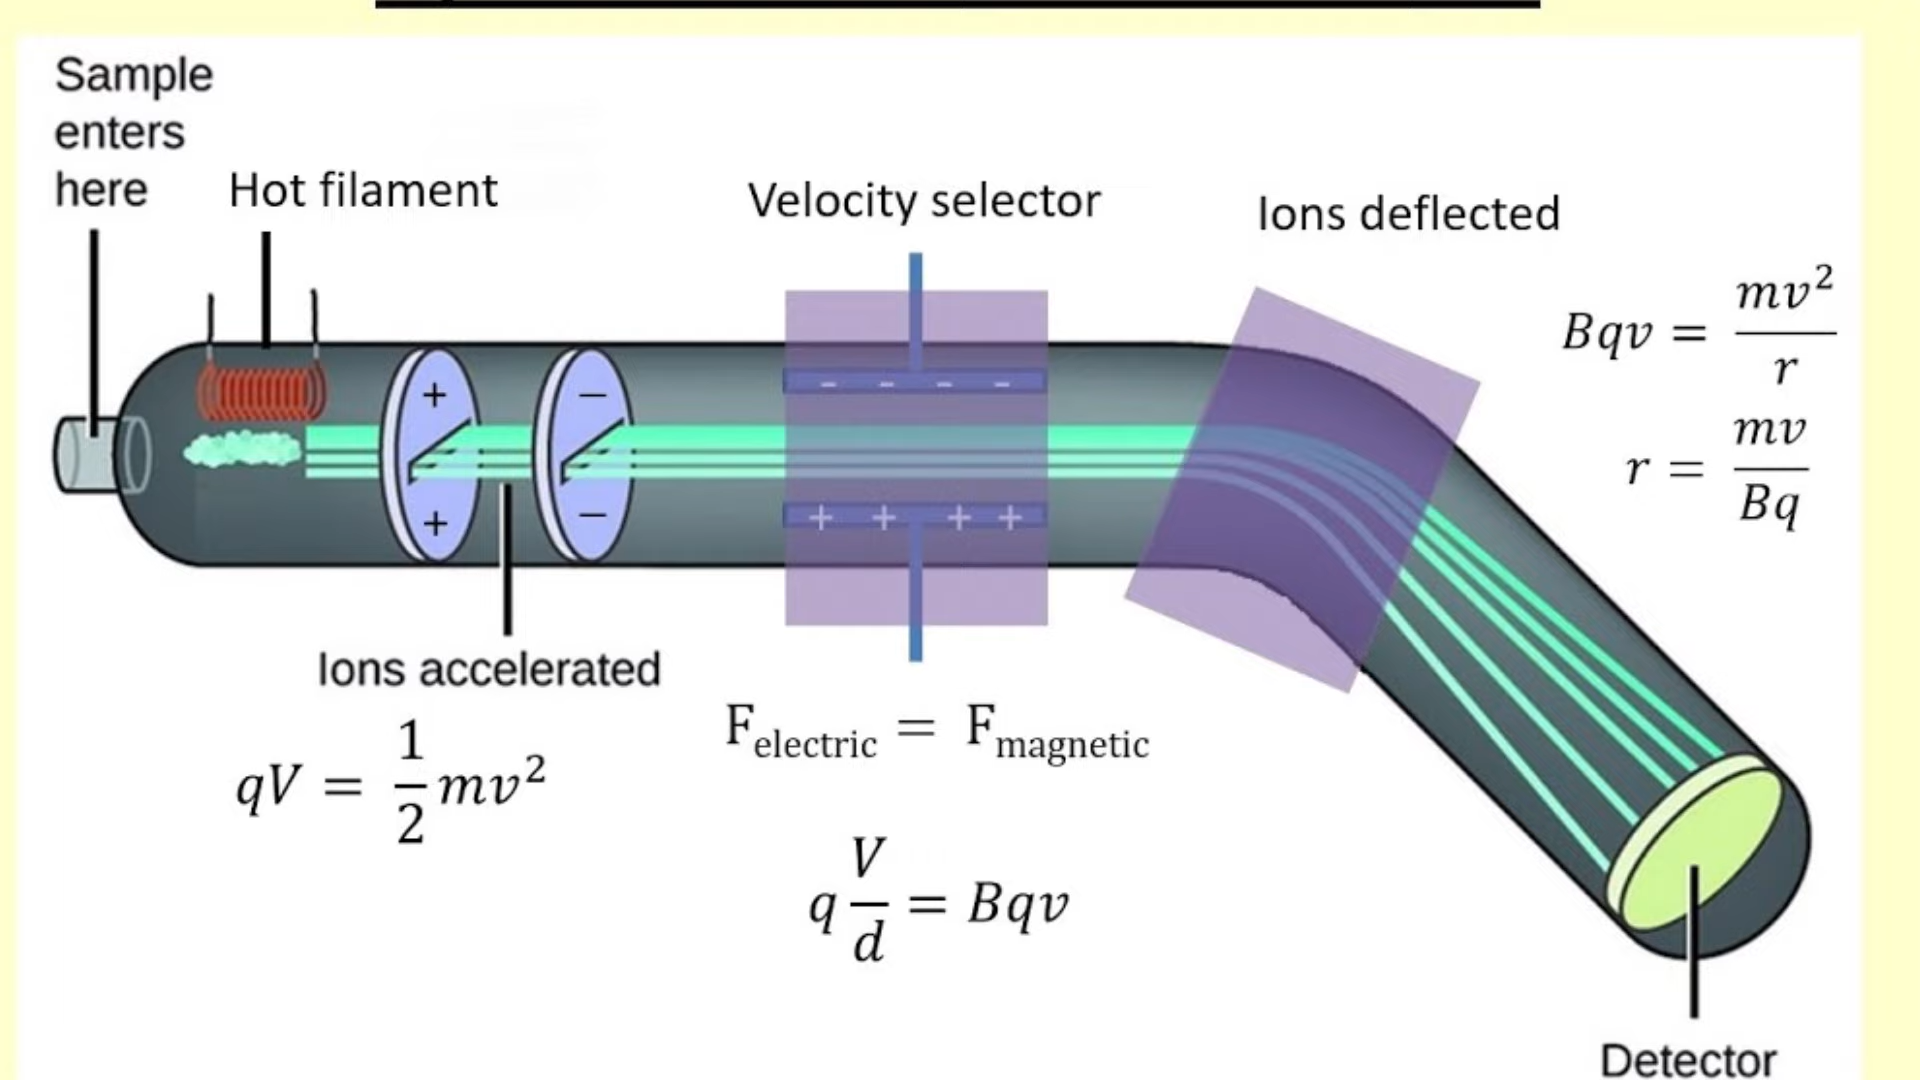 Sample
enters
here
Hot filament
Velocity selector
Ions deflected
Bqv = mv²/r
r = mv/Bq
+ −
+ −
- - - -
+ + + +
Ions accelerated
qV = 1/2 mv²
F_electric = F_magnetic
q V/d = Bqv
Detector